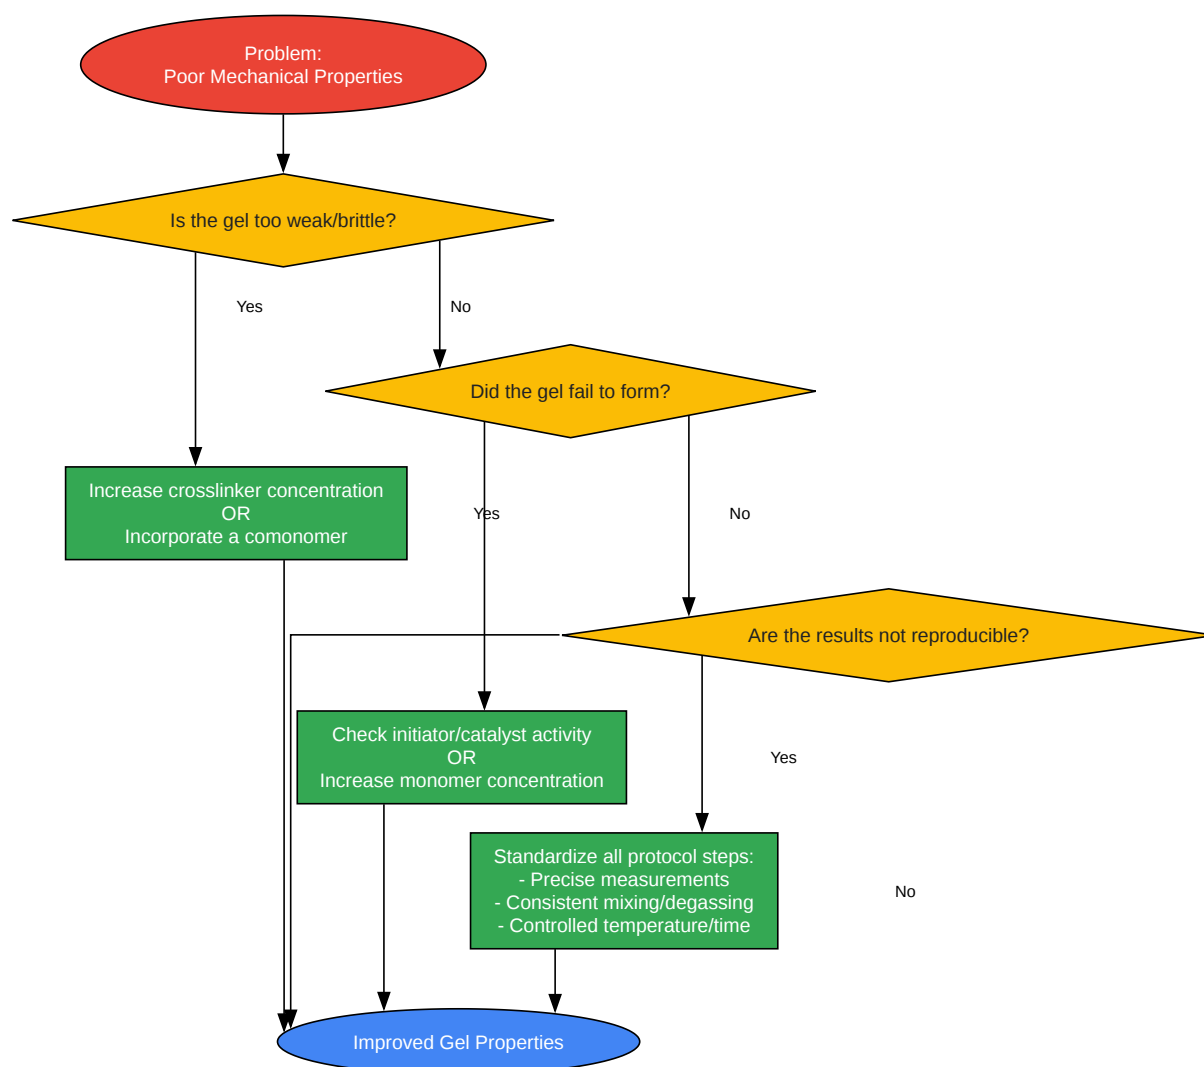 Problem:
Poor Mechanical Properties
Is the gel too weak/brittle?
Yes
No
Did the gel fail to form?
Increase crosslinker concentration
OR
Incorporate a comonomer
Yes
No
Are the results not reproducible?
Check initiator/catalyst activity
OR
Increase monomer concentration
Yes
Standardize all protocol steps:
- Precise measurements
- Consistent mixing/degassing
- Controlled temperature/time
No
Improved Gel Properties